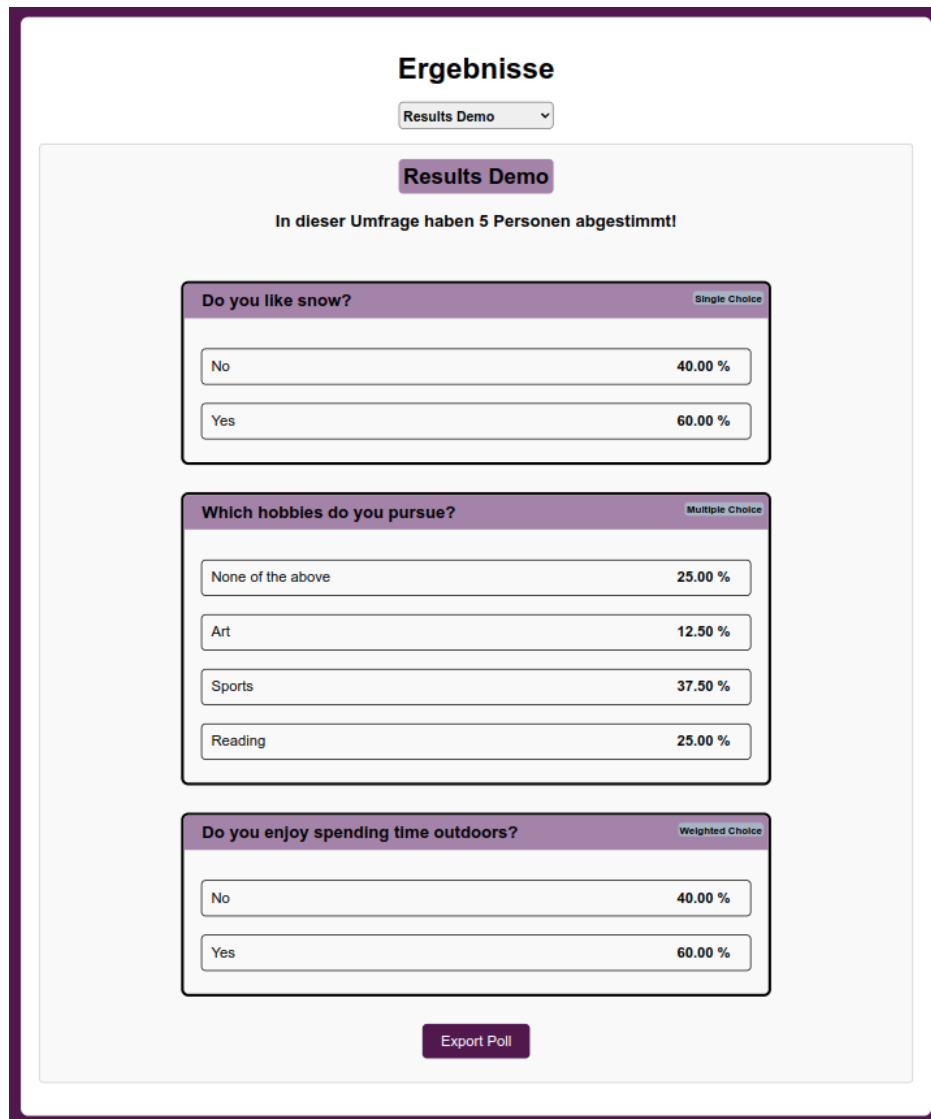 Ergebnisse
Results Demo
Results Demo
In dieser Umfrage haben 5 Personen abgestimmt!
Do you like snow? Single Choice
No 40.00 %
Yes 60.00 %
Which hobbies do you pursue? Multiple Choice
None of the above 25.00 %
Art 12.50 %
Sports 37.50 %
Reading 25.00 %
Do you enjoy spending time outdoors? Weighted Choice
No 40.00 %
Yes 60.00 %
Export Poll